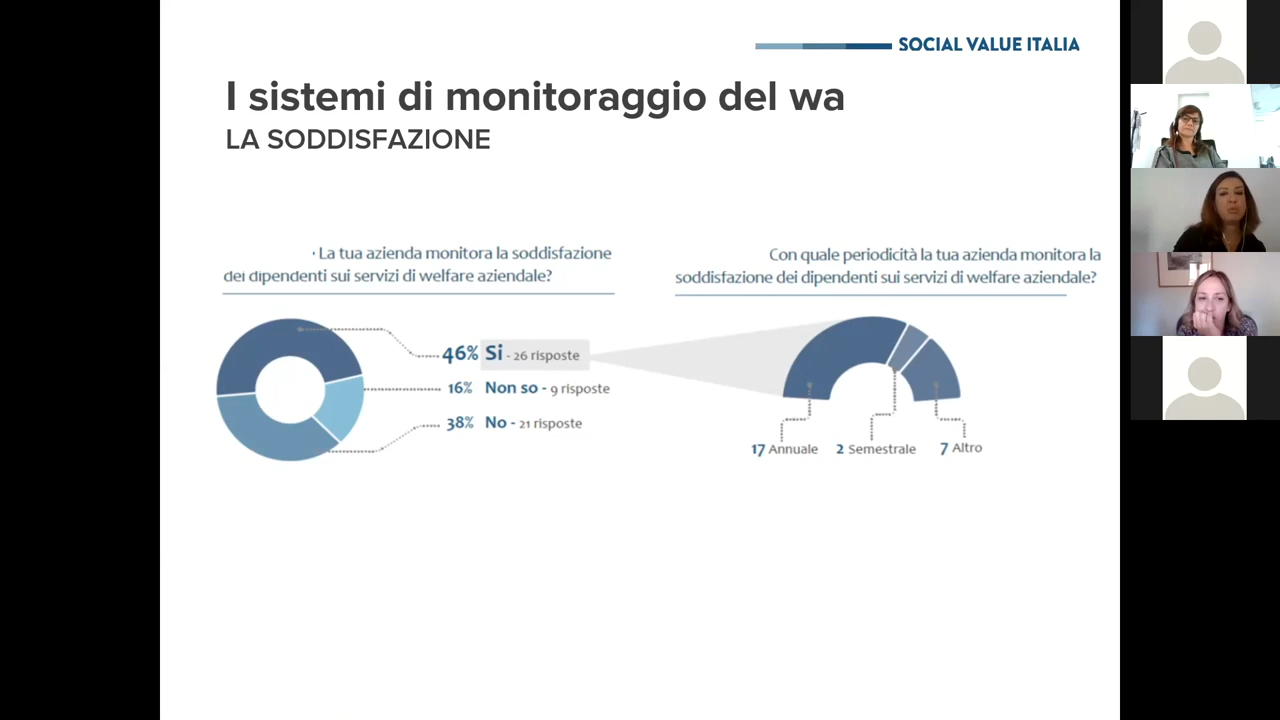 SOCIAL VALUE ITALIA
I sistemi di monitoraggio del wa
LA SODDISFAZIONE
· La tua azienda monitora la soddisfazione
dei dipendenti sui servizi di welfare aziendale?
46% Si - 26 risposte
16% Non so - 9 risposte
38% No - 21 risposte
Con quale periodicità la tua azienda monitora la
soddisfazione dei dipendenti sui servizi di welfare aziendale?
17 Annuale 2 Semestrale 7 Altro